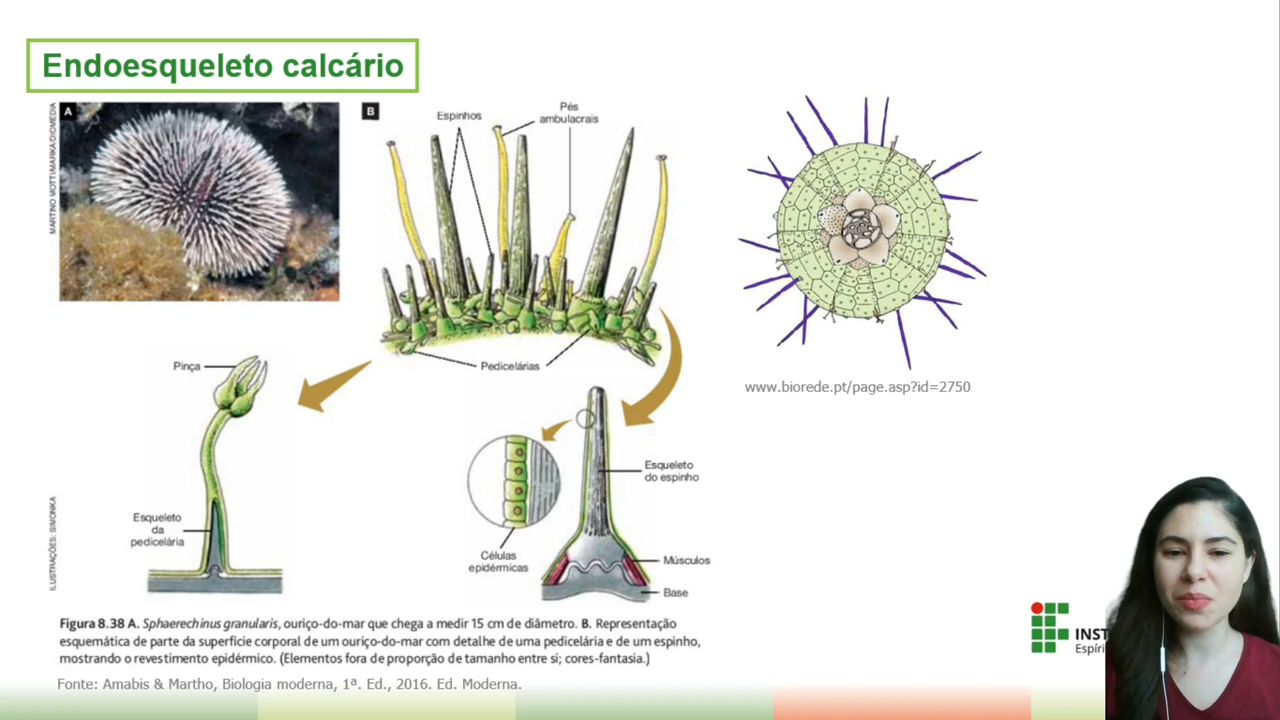 Endoesqueleto calcário
MARTINO MOTTI/MARKA/DIOMEDIA
A
B
Espinhos
Pés
ambulacrais
Pedicelárias
Pinça
Esqueleto
da
pedicelária
Células
epidérmicas
Esqueleto
do espinho
Músculos
Base
ILUSTRAÇÕES: SIMONKA
www.biorede.pt/page.asp?id=2750
Figura 8.38 A. Sphaerechinus granularis, ouriço-do-mar que chega a medir 15 cm de diâmetro. B. Representação
esquemática de parte da superfície corporal de um ouriço-do-mar com detalhe de uma pedicelária e de um espinho,
mostrando o revestimento epidérmico. (Elementos fora de proporção de tamanho entre si; cores-fantasia.)
Fonte: Amabis & Martho, Biologia moderna, 1ª. Ed., 2016. Ed. Moderna.
INST
Espíri